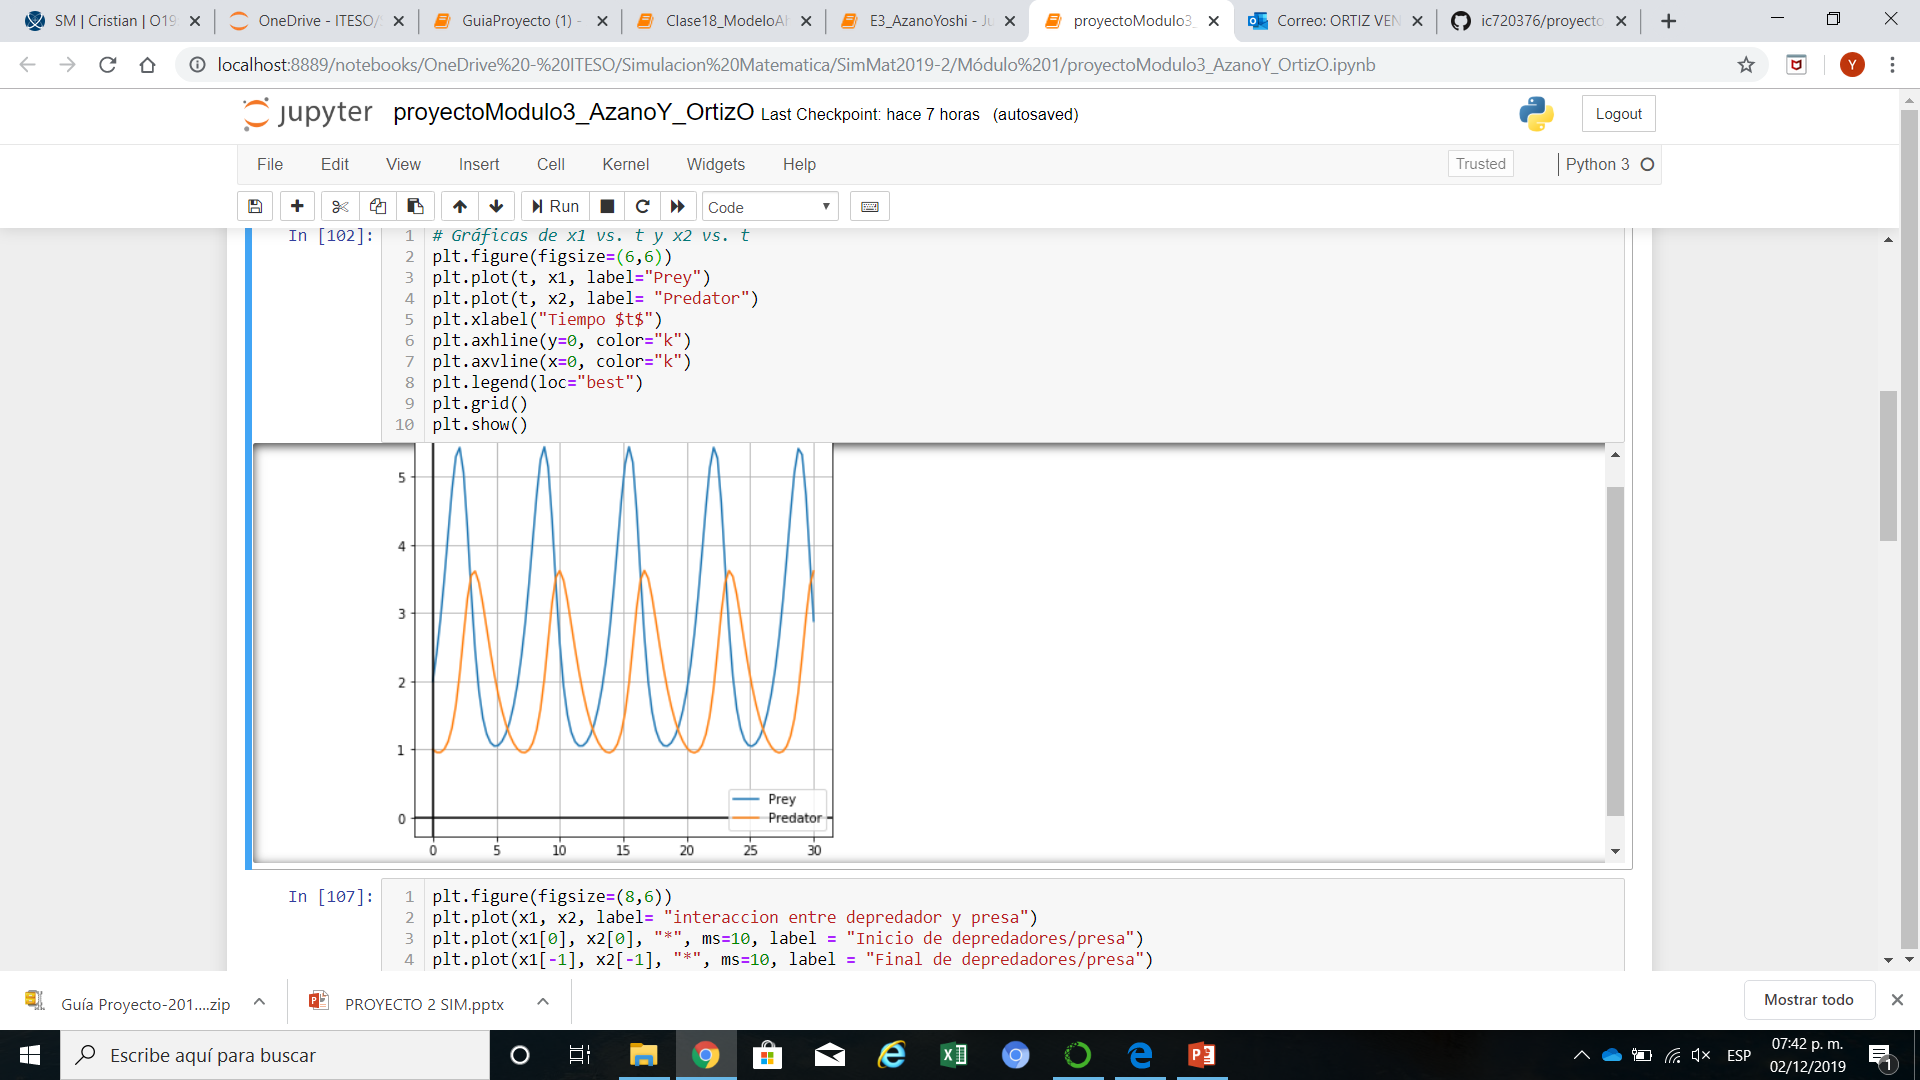 SM | Cristian | O19
OneDrive - ITESO/
GuiaProyecto (1) -
Clase18_ModeloAl
E3_AzanoYoshi - Ju
proyectoModulo3_
Correo: ORTIZ VEN
ic720376/proyecto
localhost:8889/notebooks/OneDrive%20-%20ITESO/Simulacion%20Matematica/SimMat2019-2/Módulo%201/proyectoModulo3_AzanoY_OrtizO.ipynb
Y
jupyter proyectoModulo3_AzanoY_OrtizO Last Checkpoint: hace 7 horas (autosaved)
Logout
File Edit View Insert Cell Kernel Widgets Help
Trusted
Python 3
Run
Code
In [102]:
1 # Gráficas de x1 vs. t y x2 vs. t
2 plt.figure(figsize=(6,6))
3 plt.plot(t, x1, label="Prey")
4 plt.plot(t, x2, label= "Predator")
5 plt.xlabel("Tiempo $t$")
6 plt.axhline(y=0, color="k")
7 plt.axvline(x=0, color="k")
8 plt.legend(loc="best")
9 plt.grid()
10 plt.show()
5
4
3
2
1
0
Prey
Predator
0 5 10 15 20 25 30
In [107]:
1 plt.figure(figsize=(8,6))
2 plt.plot(x1, x2, label= "interaccion entre depredador y presa")
3 plt.plot(x1[0], x2[0], "*", ms=10, label = "Inicio de depredadores/presa")
4 plt.plot(x1[-1], x2[-1], "*", ms=10, label = "Final de depredadores/presa")
Guía Proyecto-201....zip
PROYECTO 2 SIM.pptx
Mostrar todo
Escribe aquí para buscar
ESP
07:42 p. m.
02/12/2019
1